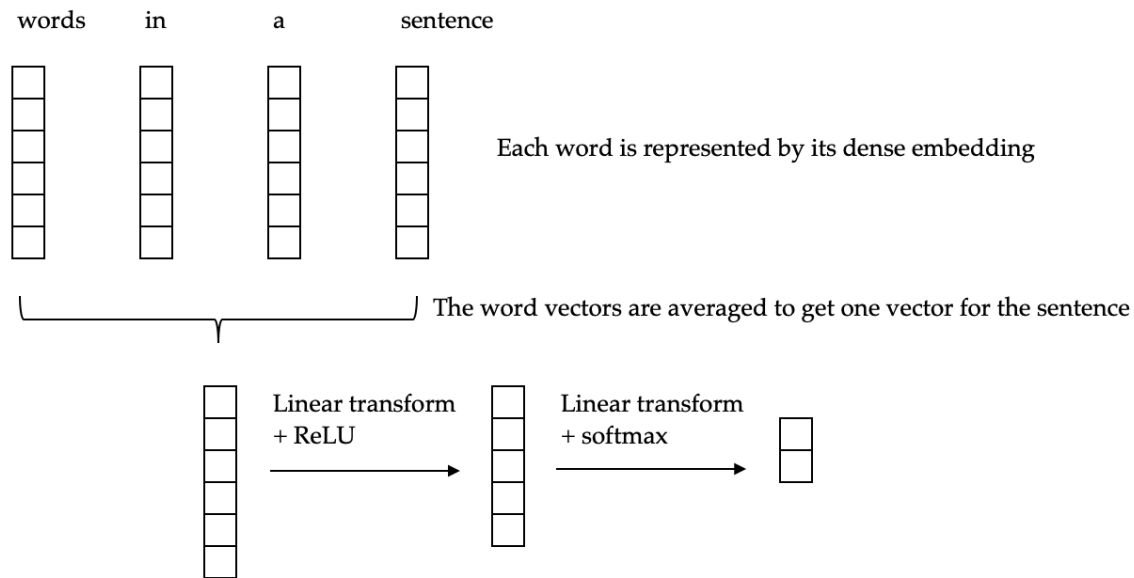 words in a sentence
Each word is represented by its dense embedding
The word vectors are averaged to get one vector for the sentence
Linear transform
+ ReLU
Linear transform
+ softmax